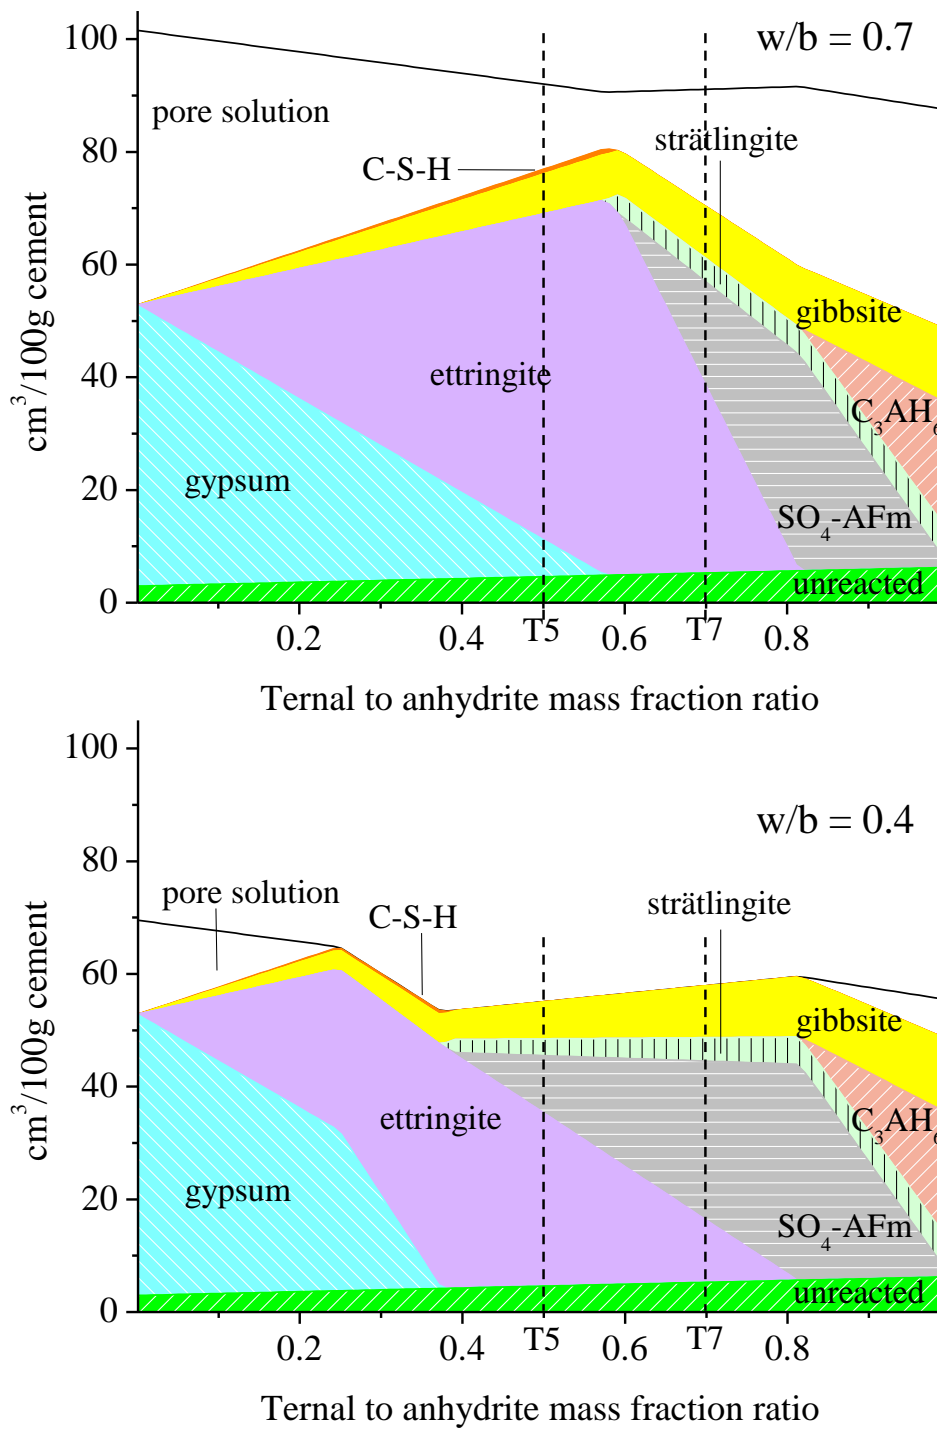 100
w/b = 0.7
pore solution
80
strätlingite
C-S-H
cm³/100g cement
60
gibbsite
40
ettringite
C₃AH₆
gypsum
20
SO₄-AFm
unreacted
0
0.2
0.4
T5
0.6
T7
0.8
Ternal to anhydrite mass fraction ratio
100
w/b = 0.4
80
pore solution
strätlingite
C-S-H
cm³/100g cement
60
gibbsite
40
ettringite
C₃AH₆
gypsum
20
SO₄-AFm
unreacted
0
0.2
0.4
T5
0.6
T7
0.8
Ternal to anhydrite mass fraction ratio